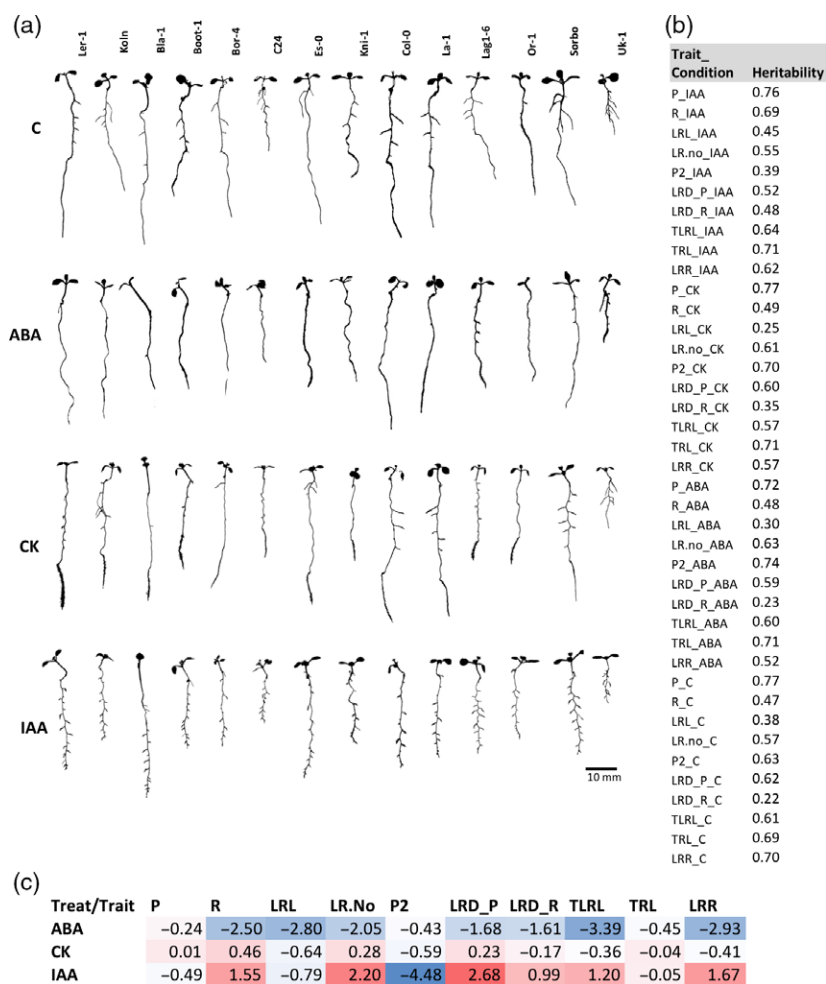 (a)
Ler-1 Koln Bla-1 Boot-1 Bor-4 C24 Es-0 Kni-1 Col-0 La-1 Lag1-6 Or-1 Sorbo Uk-1
C
ABA
CK
IAA
10 mm
(b)
Trait_
Condition Heritability
P_IAA 0.76
R_IAA 0.69
LRL_IAA 0.45
LR.no_IAA 0.55
P2_IAA 0.39
LRD_P_IAA 0.52
LRD_R_IAA 0.48
TLRL_IAA 0.64
TRL_IAA 0.71
LRR_IAA 0.62
P_CK 0.77
R_CK 0.49
LRL_CK 0.25
LR.no_CK 0.61
P2_CK 0.70
LRD_P_CK 0.60
LRD_R_CK 0.35
TLRL_CK 0.57
TRL_CK 0.71
LRR_CK 0.57
P_ABA 0.72
R_ABA 0.48
LRL_ABA 0.30
LR.no_ABA 0.63
P2_ABA 0.74
LRD_P_ABA 0.59
LRD_R_ABA 0.23
TLRL_ABA 0.60
TRL_ABA 0.71
LRR_ABA 0.52
P_C 0.77
R_C 0.47
LRL_C 0.38
LR.no_C 0.57
P2_C 0.63
LRD_P_C 0.62
LRD_R_C 0.22
TLRL_C 0.61
TRL_C 0.69
LRR_C 0.70
(c)
Treat/Trait P R LRL LR.No P2 LRD_P LRD_R TLRL TRL LRR
ABA −0.24 −2.50 −2.80 −2.05 −0.43 −1.68 −1.61 −3.39 −0.45 −2.93
CK 0.01 0.46 −0.64 0.28 −0.59 0.23 −0.17 −0.36 −0.04 −0.41
IAA −0.49 1.55 −0.79 2.20 −4.48 2.68 0.99 1.20 −0.05 1.67